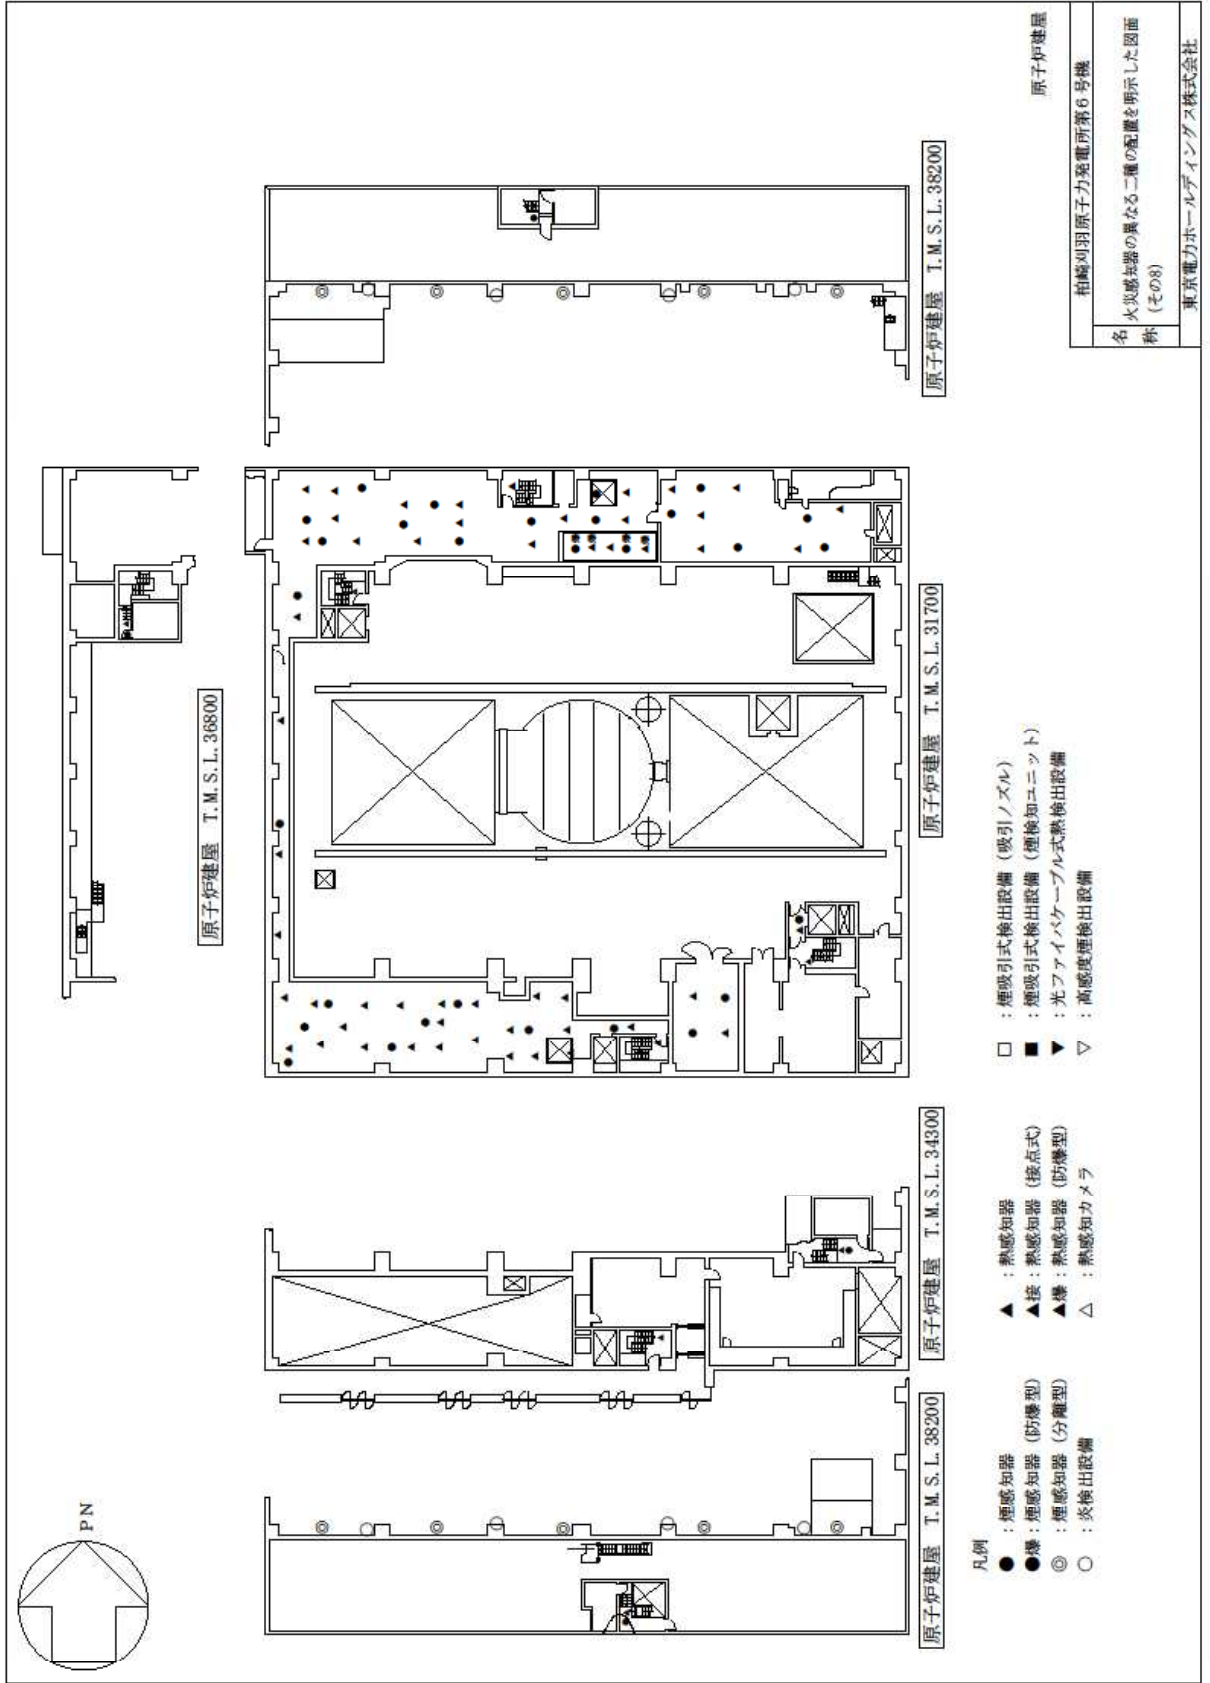 PN
原子炉建屋 T.M.S.L.36800
原子炉建屋 T.M.S.L.38200
原子炉建屋 T.M.S.L.34300
原子炉建屋 T.M.S.L.31700
原子炉建屋 T.M.S.L.38200
凡例
● : 煙感知器
●爆 : 煙感知器 (防爆型)
◎ : 煙感知器 (分離型)
○ : 炎検出設備
▲ : 熱感知器
▲接 : 熱感知器 (接点式)
▲爆 : 熱感知器 (防爆型)
△ : 熱感知カメラ
□ : 煙吸引式検出設備 (吸引ノズル)
■ : 煙吸引式検出設備 (煙検知ユニット)
▼ : 光ファイバケーブル式熱検出設備
▽ : 高感度煙検出設備
原子炉建屋
柏崎刈羽原子力発電所第6号機
名称
火災感知器の異なる二種の配置を明示した図面
(その8)
東京電力ホールディングス株式会社